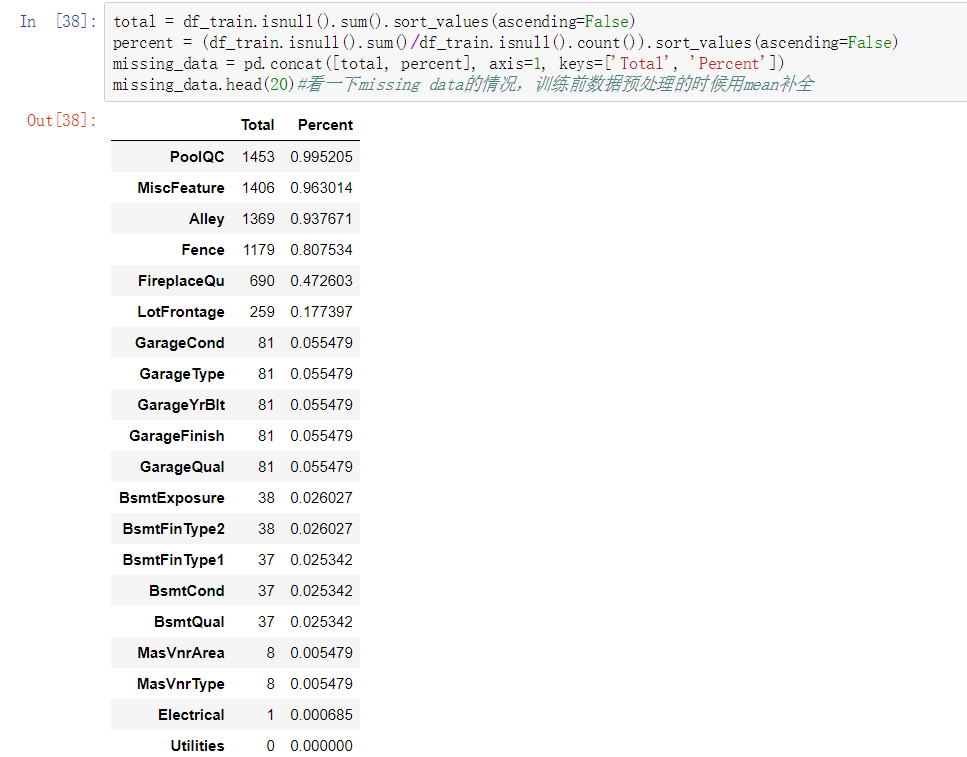 In [38]: total = df_train.isnull().sum().sort_values(ascending=False)
percent = (df_train.isnull().sum()/df_train.isnull().count()).sort_values(ascending=False)
missing_data = pd.concat([total, percent], axis=1, keys=['Total', 'Percent'])
missing_data.head(20)#看一下missing data的情况，训练前数据预处理的时候用mean补全
Out[38]:
Total Percent
PoolQC 1453 0.995205
MiscFeature 1406 0.963014
Alley 1369 0.937671
Fence 1179 0.807534
FireplaceQu 690 0.472603
LotFrontage 259 0.177397
GarageCond 81 0.055479
GarageType 81 0.055479
GarageYrBlt 81 0.055479
GarageFinish 81 0.055479
GarageQual 81 0.055479
BsmtExposure 38 0.026027
BsmtFinType2 38 0.026027
BsmtFinType1 37 0.025342
BsmtCond 37 0.025342
BsmtQual 37 0.025342
MasVnrArea 8 0.005479
MasVnrType 8 0.005479
Electrical 1 0.000685
Utilities 0 0.000000